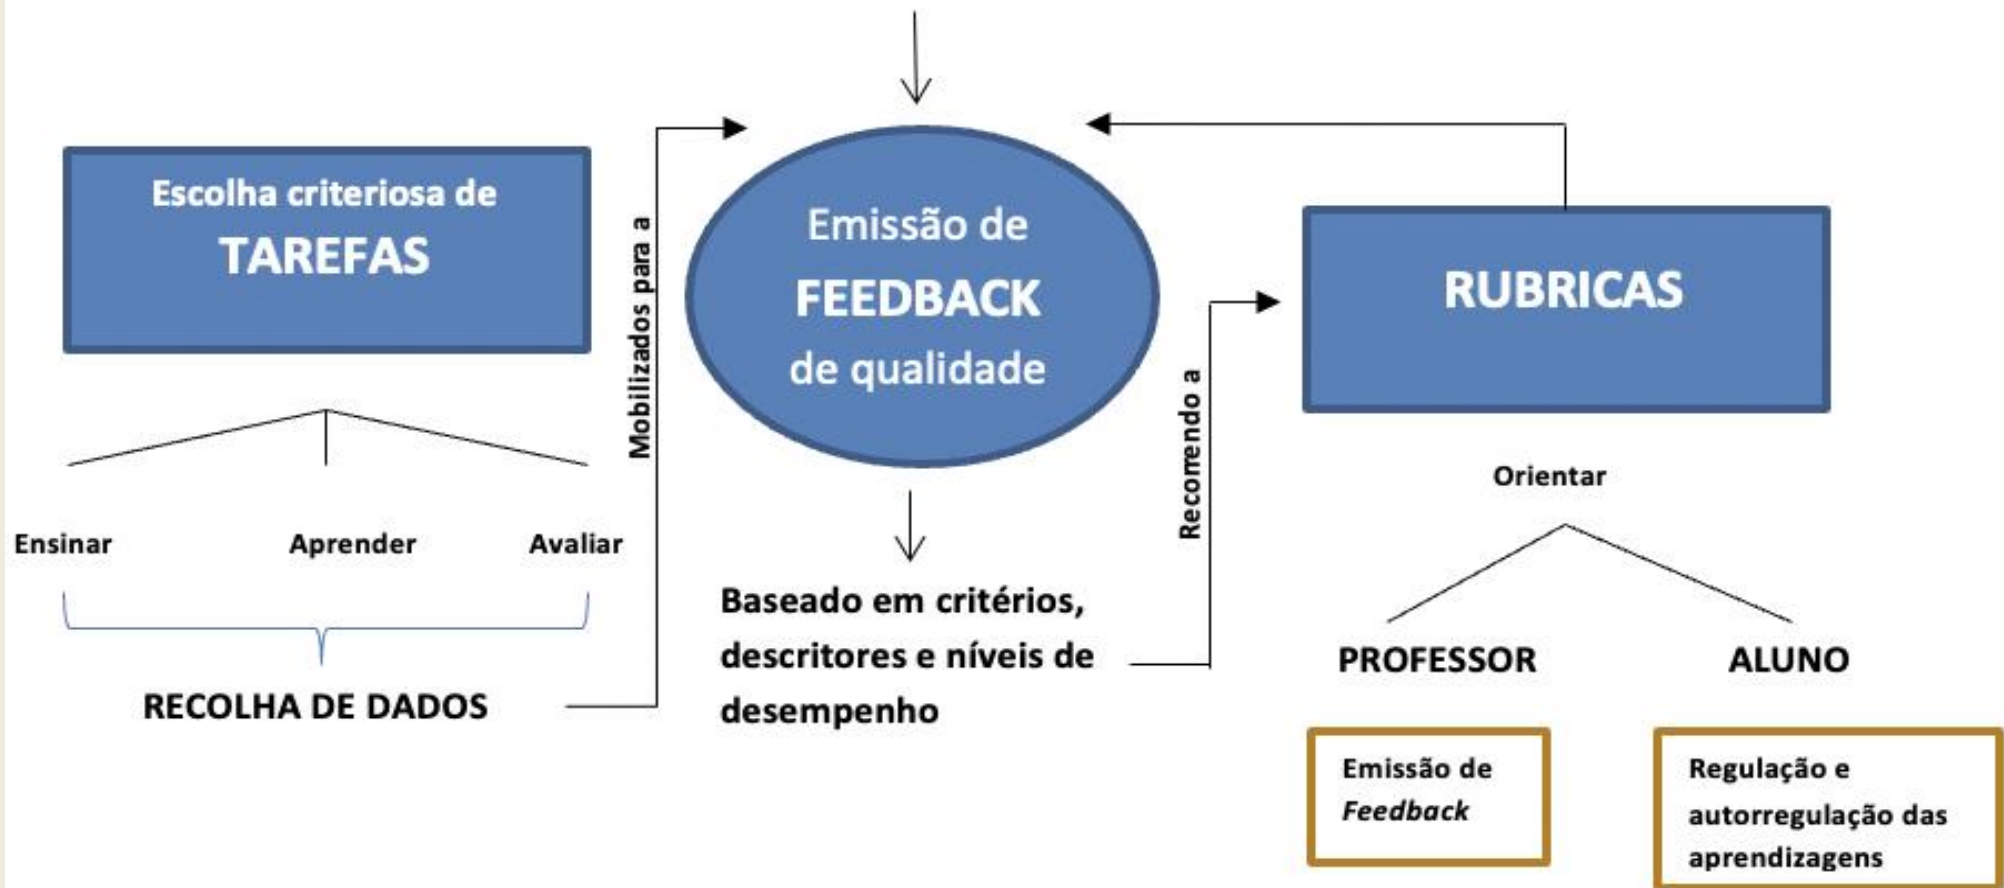 Escolha criteriosa de
TAREFAS
Ensinar
Aprender
Avaliar
RECOLHA DE DADOS
Mobilizados para a
Emissão de
FEEDBACK
de qualidade
Baseado em critérios,
descritores e níveis de
desempenho
Recorrendo a
RUBRICAS
Orientar
PROFESSOR
ALUNO
Emissão de
Feedback
Regulação e
autorregulação das
aprendizagens